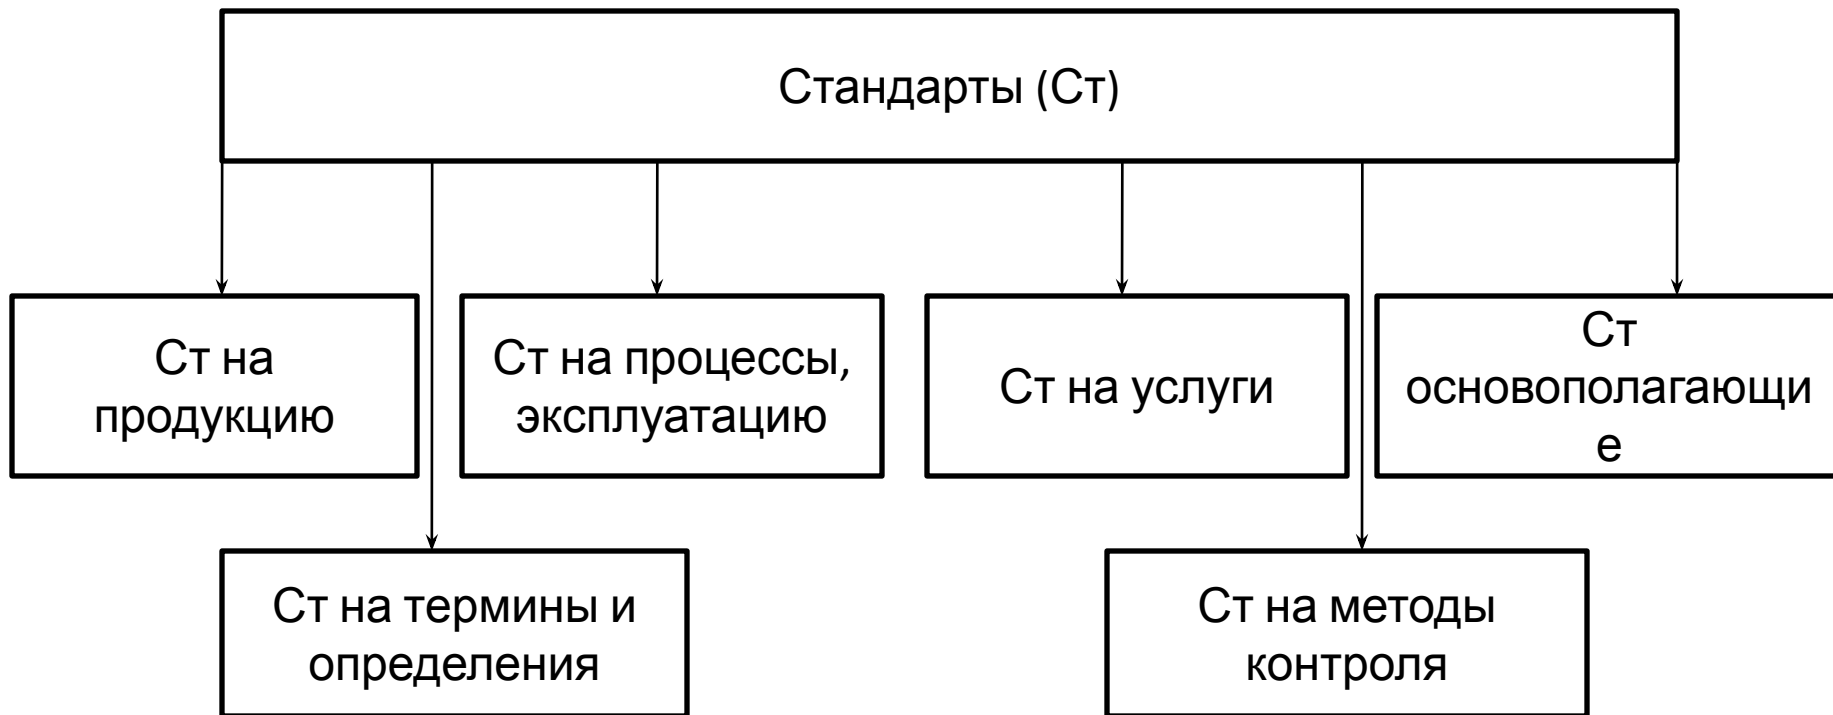 Стандарты (Ст)
Ст на
продукцию
Ст на процессы,
эксплуатацию
Ст на услуги
Ст
основополагающи
е
Ст на термины и
определения
Ст на методы
контроля